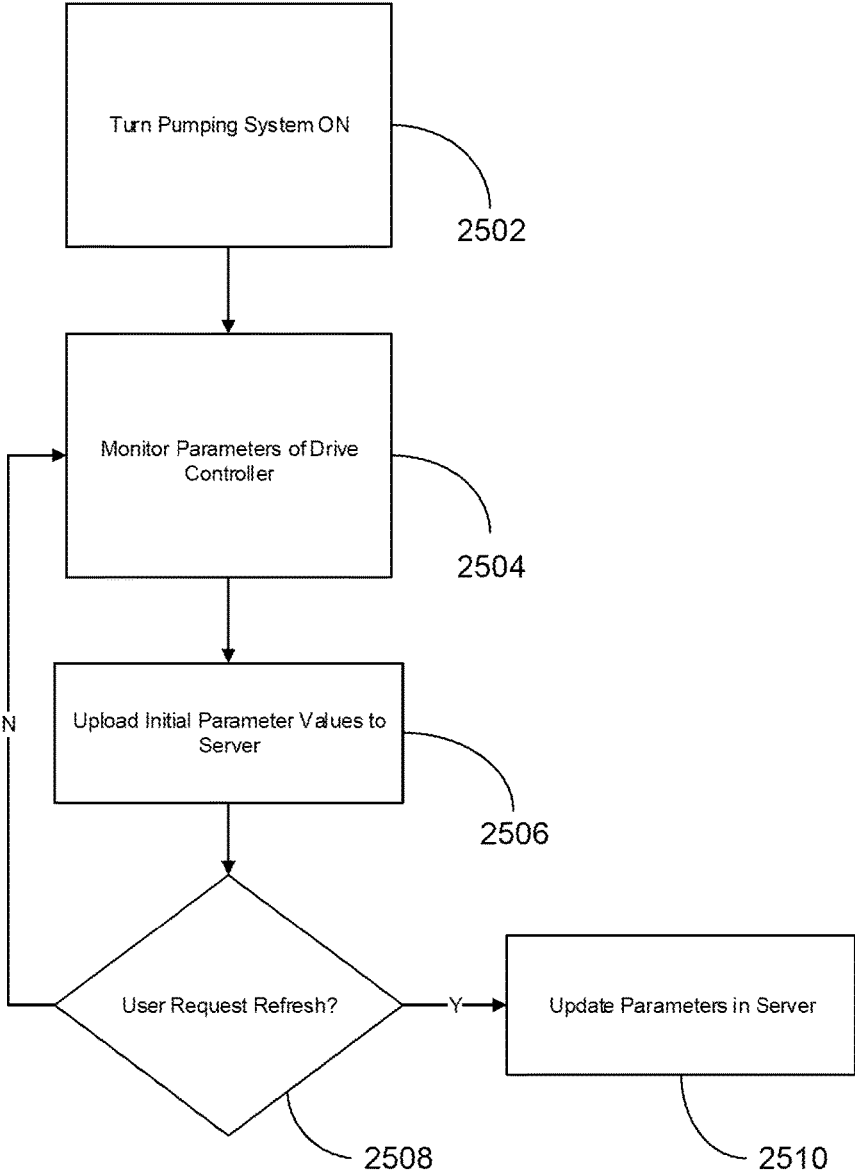 Turn Pumping System ON
2502
Monitor Parameters of Drive
Controller
2504
N
Upload Initial Parameter Values to
Server
2506
User Request Refresh?
Y
Update Parameters in Server
2508
2510